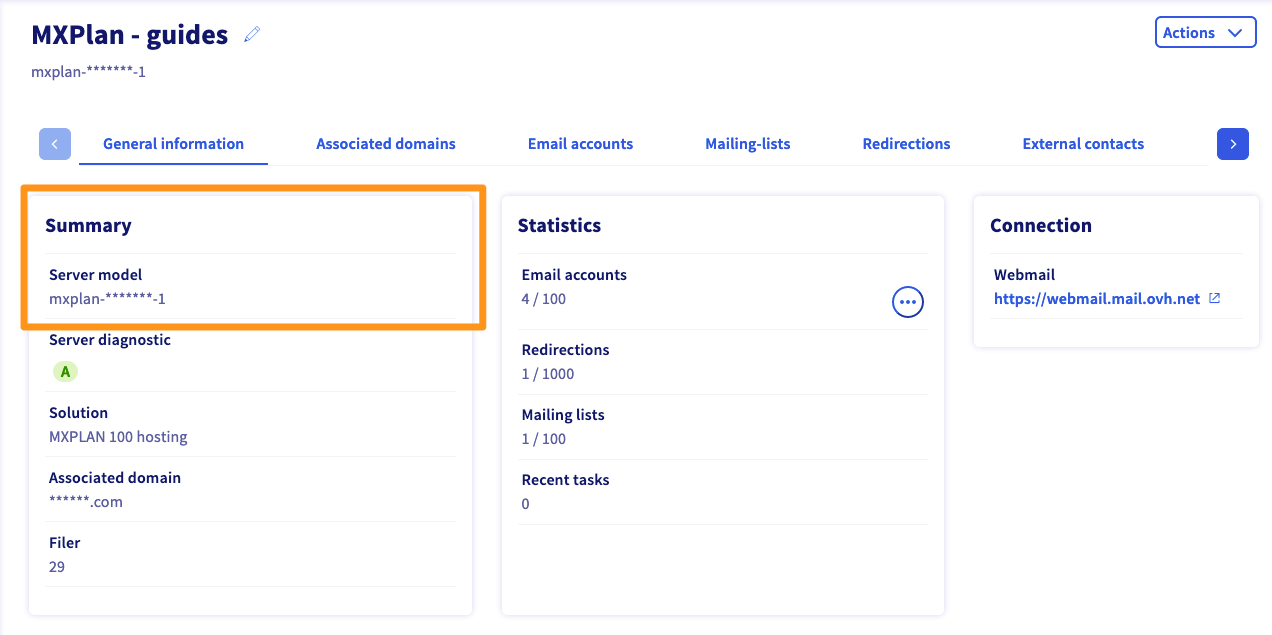 MXPlan - guides
Actions
mxplan-*******-1
General information
Associated domains
Email accounts
Mailing-lists
Redirections
External contacts
Summary
Server model
mxplan-*******-1
Server diagnostic
A
Solution
MXPLAN 100 hosting
Associated domain
******.com
Filer
29
Statistics
Email accounts
4 / 100
Redirections
1 / 1000
Mailing lists
1 / 100
Recent tasks
0
Connection
Webmail
https://webmail.mail.ovh.net